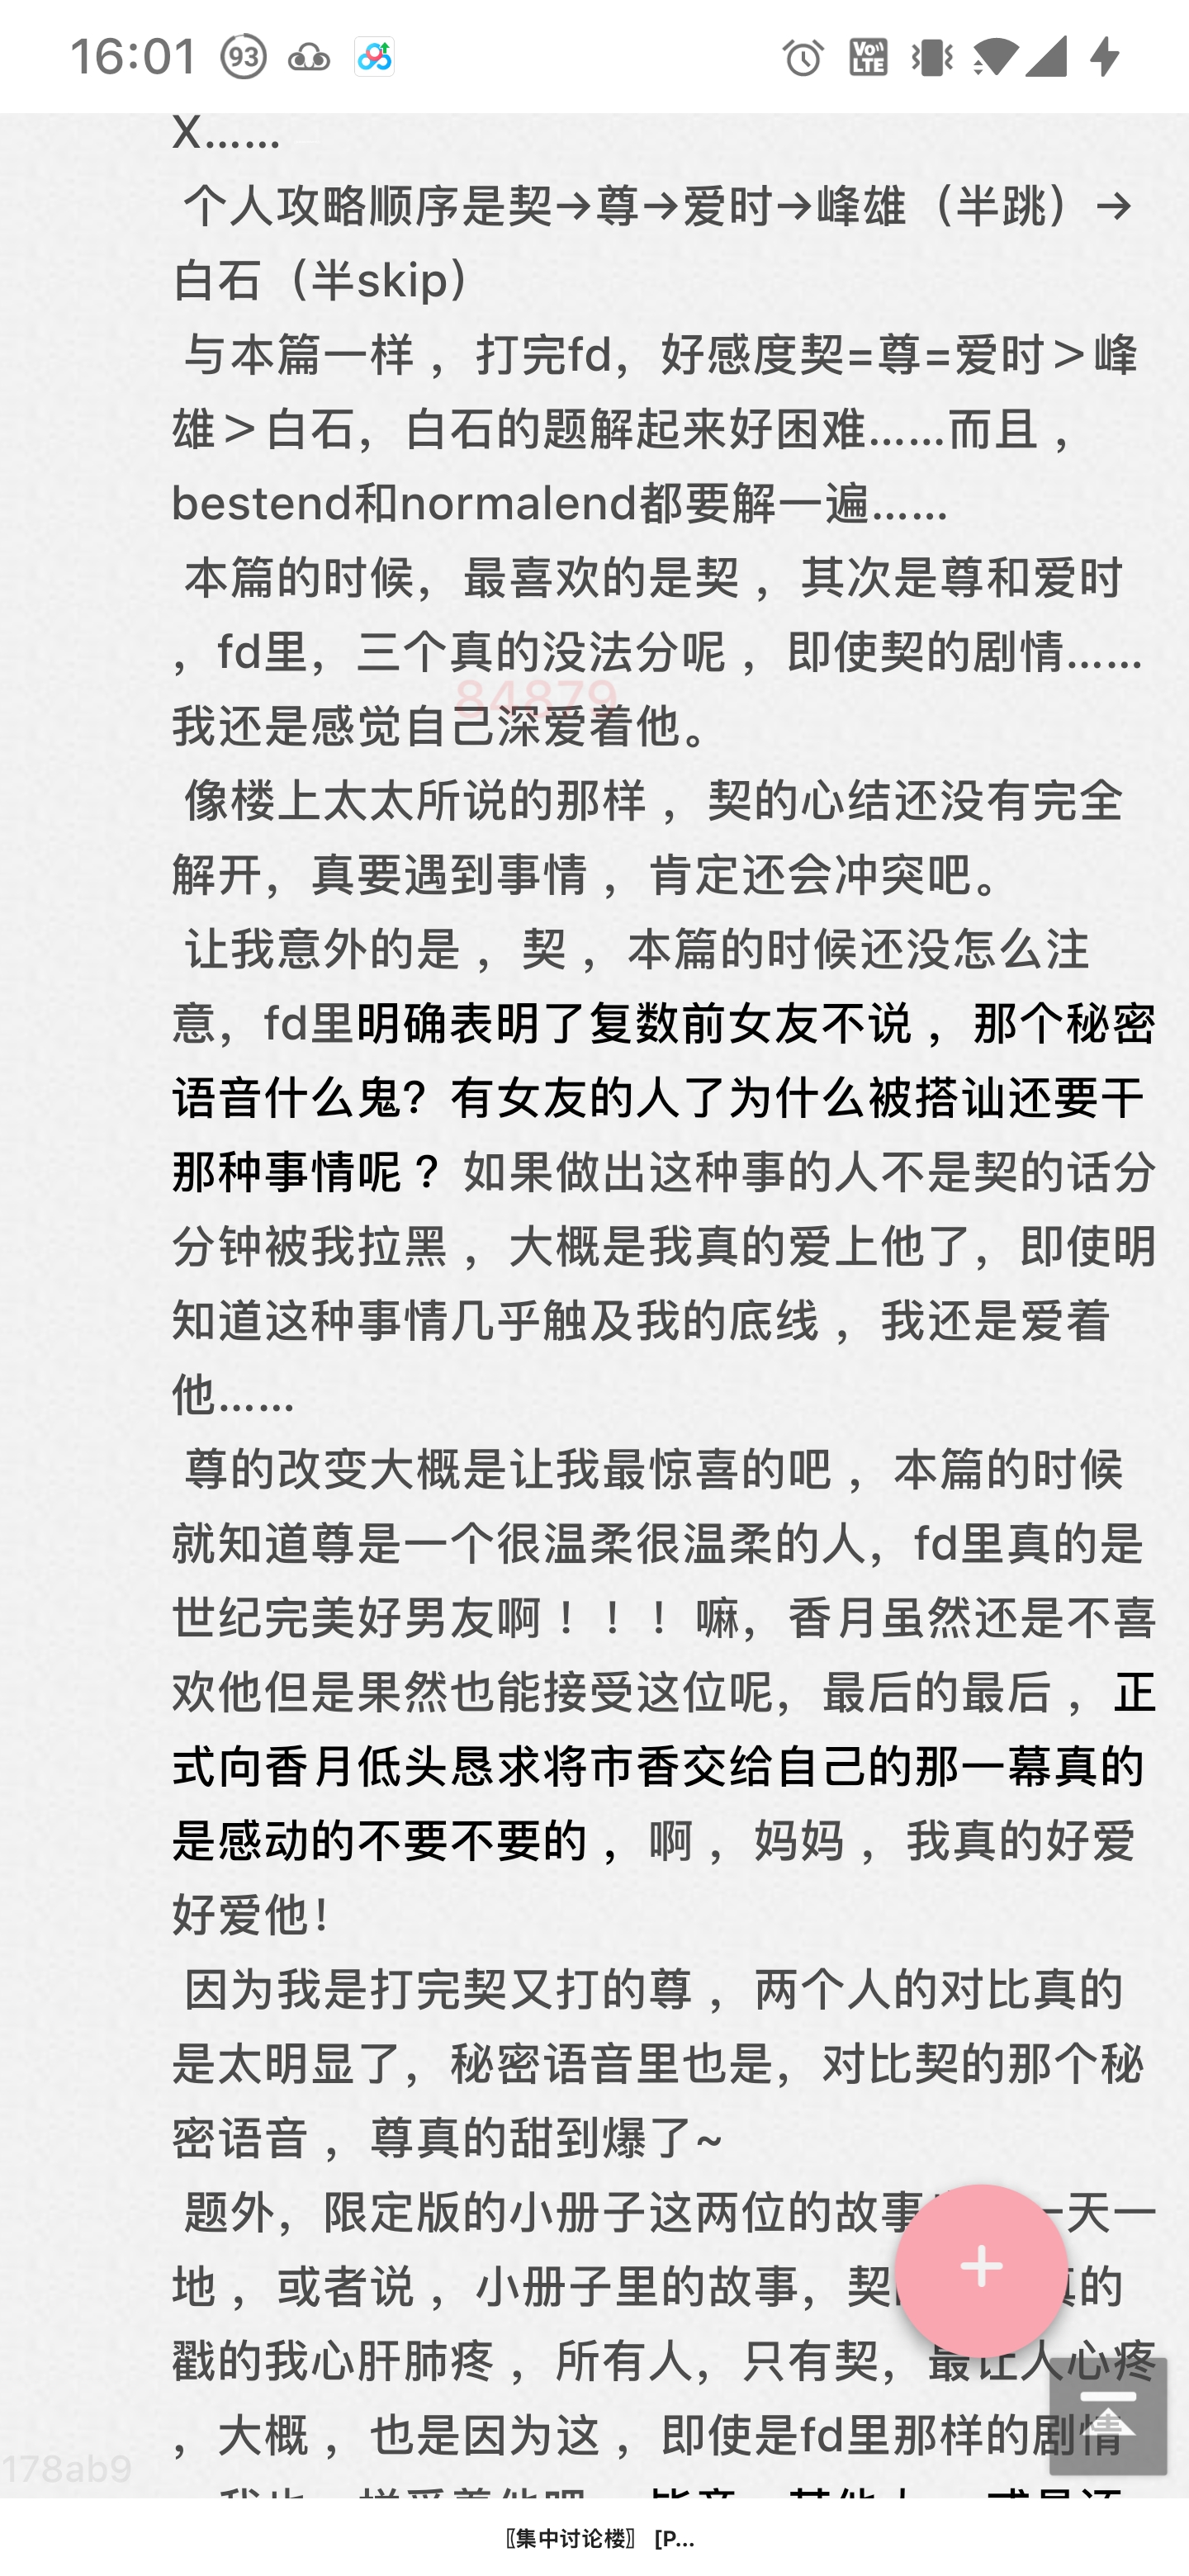 16:01 93 VoLTE
X……
个人攻略顺序是契→尊→爱时→峰雄（半跳）→
白石（半skip）
与本篇一样，打完fd，好感度契=尊=爱时＞峰
雄＞白石，白石的题解起来好困难……而且，
bestend和normalend都要解一遍……
本篇的时候，最喜欢的是契，其次是尊和爱时
，fd里，三个真的没法分呢，即使契的剧情……
84879
我还是感觉自己深爱着他。
像楼上太太所说的那样，契的心结还没有完全
解开，真要遇到事情，肯定还会冲突吧。
让我意外的是，契，本篇的时候还没怎么注
意，fd里明确表明了复数前女友不说，那个秘密
语音什么鬼？有女友的人了为什么被搭讪还要干
那种事情呢？如果做出这种事的人不是契的话分
分钟被我拉黑，大概是我真的爱上他了，即使明
知道这种事情几乎触及我的底线，我还是爱着
他……
尊的改变大概是让我最惊喜的吧，本篇的时候
就知道尊是一个很温柔很温柔的人，fd里真的是
世纪完美好男友啊！！！嘛，香月虽然还是不喜
欢他但是果然也能接受这位呢，最后的最后，正
式向香月低头恳求将市香交给自己的那一幕真的
是感动的不要不要的，啊，妈妈，我真的好爱
好爱他！
因为我是打完契又打的尊，两个人的对比真的
是太明显了，秘密语音里也是，对比契的那个秘
密语音，尊真的甜到爆了~
题外，限定版的小册子这两位的故事 一天一
地，或者说，小册子里的故事，契 真的
戳的我心肝肺疼，所有人，只有契，最让人心疼
，大概，也是因为这，即使是fd里那样的剧情
178ab9
〖集中讨论楼〗 [P...